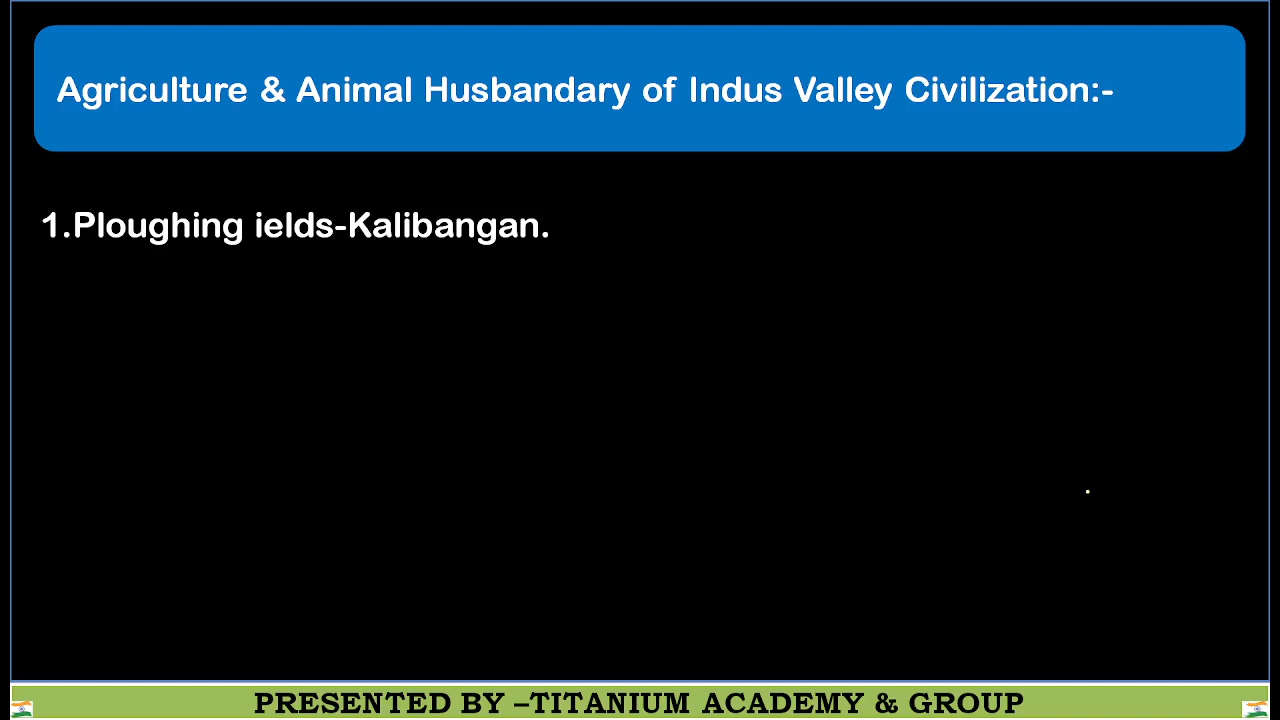 Agriculture & Animal Husbandary of Indus Valley Civilization:-
1.Ploughing ields-Kalibangan.
.
PRESENTED BY –TITANIUM ACADEMY & GROUP